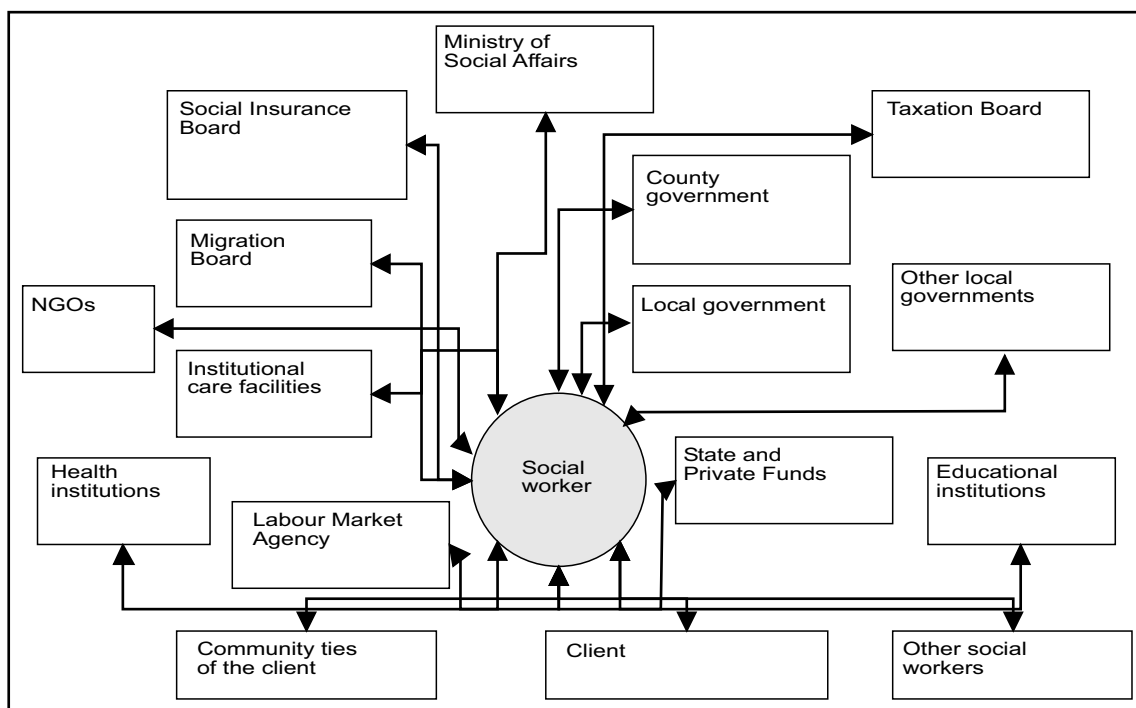 Ministry of
Social Affairs
Social Insurance
Board
Taxation Board
County
government
Migration
Board
Other local
governments
NGOs
Local government
Institutional
care facilities
Health
institutions
Social
worker
State and
Private Funds
Educational
institutions
Labour Market
Agency
Community ties
of the client
Client
Other social
workers